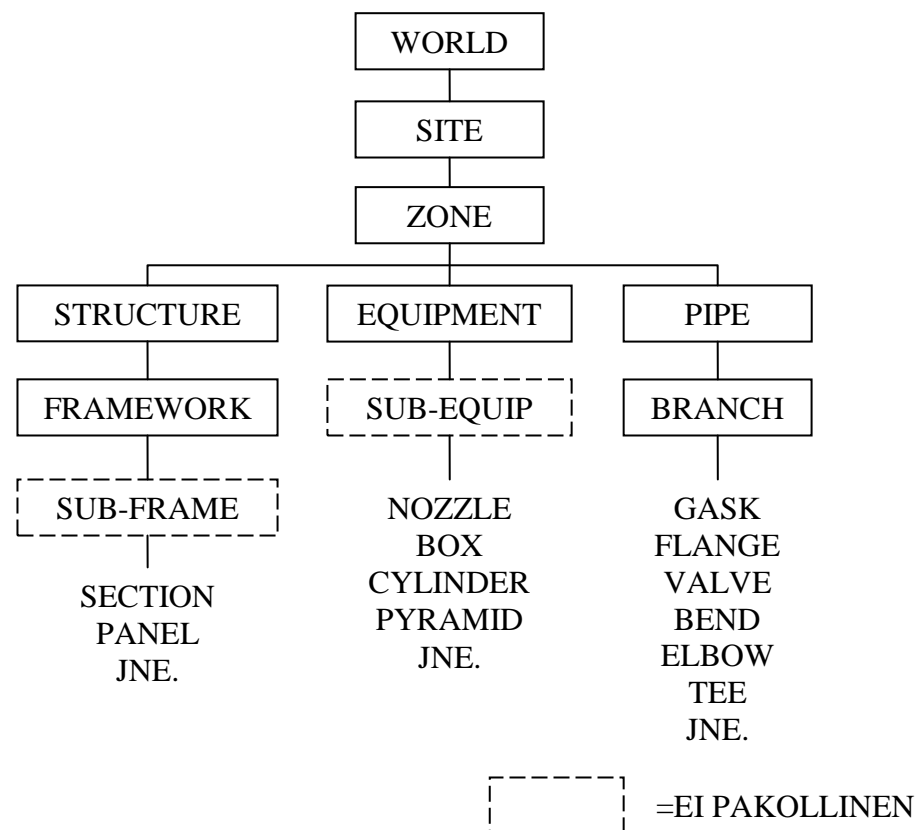 WORLD
SITE
ZONE
STRUCTURE
EQUIPMENT
PIPE
FRAMEWORK
SUB-EQUIP
BRANCH
SUB-FRAME
SECTION
PANEL
JNE.
NOZZLE
BOX
CYLINDER
PYRAMID
JNE.
GASK
FLANGE
VALVE
BEND
ELBOW
TEE
JNE.
=EI PAKOLLINEN